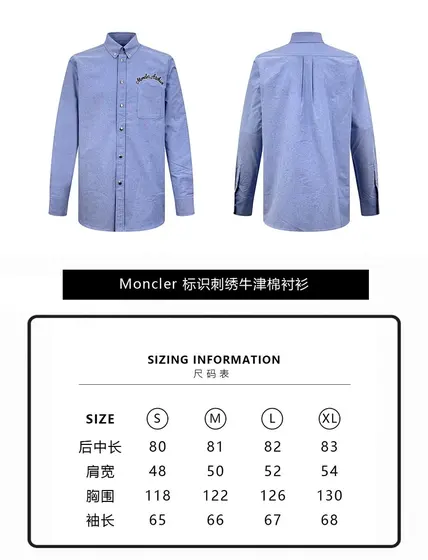 Moncler 标识刺绣牛津棉衬衫
SIZING INFORMATION
尺码表
SIZE S M L XL
后中长 80 81 82 83
肩宽 48 50 52 54
胸围 118 122 126 130
袖长 65 66 67 68